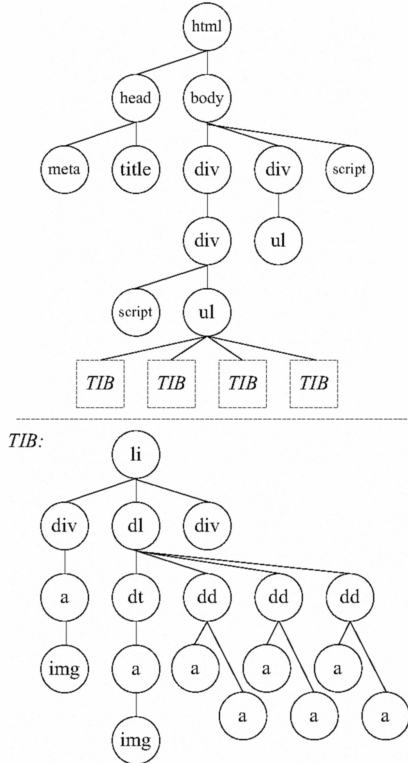 html
head body
meta title div div script
div ul
script ul
TIB TIB TIB TIB
TIB:
li
div dl div
a dt dd dd dd
img a a a a
a a a
img